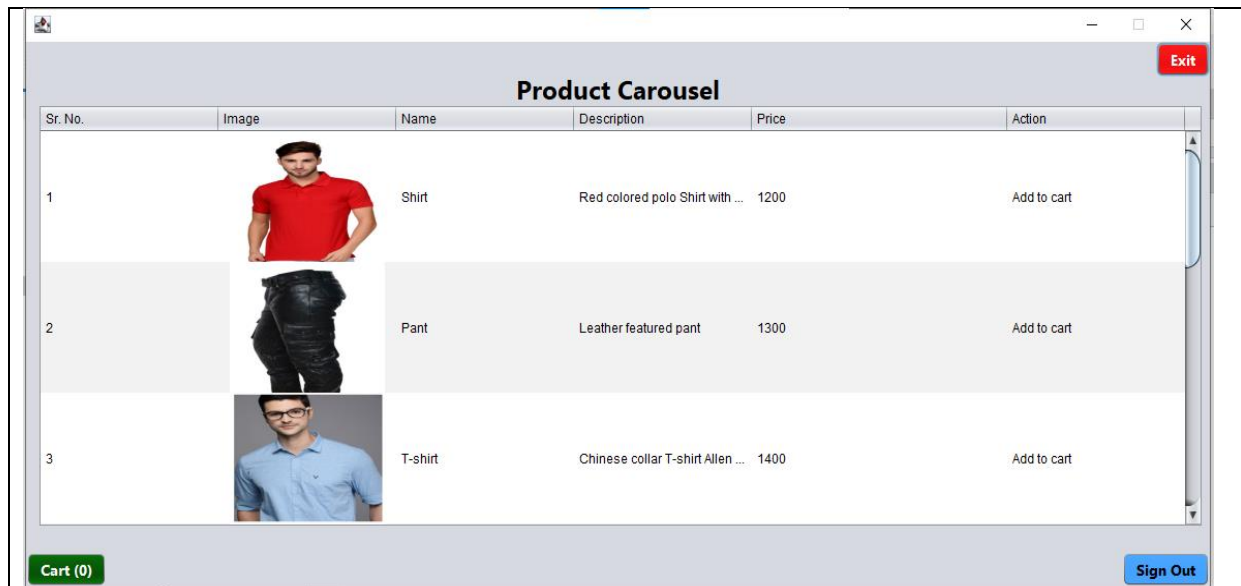 Exit
Product Carousel
Sr. No. Image Name Description Price Action
1 Shirt Red colored polo Shirt with ... 1200 Add to cart
2 Pant Leather featured pant 1300 Add to cart
3 T-shirt Chinese collar T-shirt Allen ... 1400 Add to cart
Cart (0) Sign Out